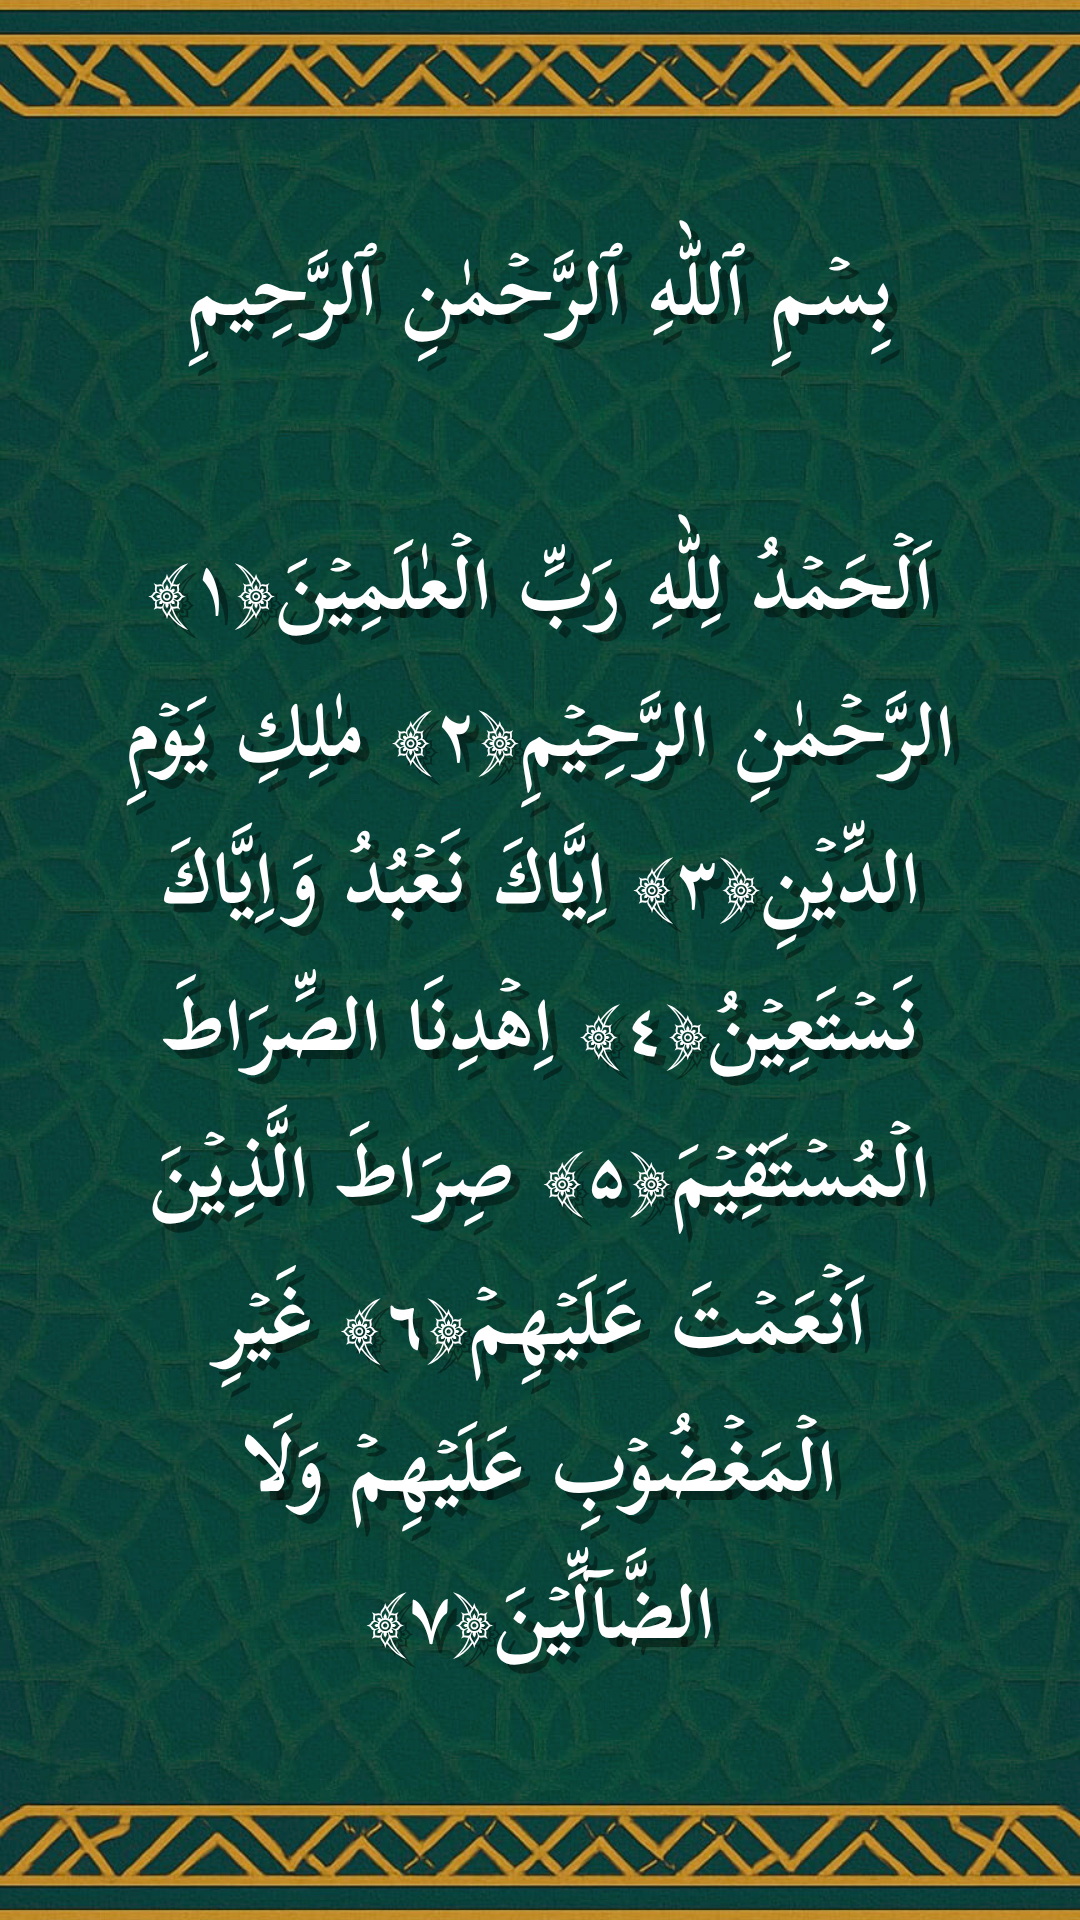 بِسۡمِ ٱللّٰهِ ٱلرَّحۡمٰنِ ٱلرَّحِيمِ
اَلۡحَمۡدُ لِلّٰهِ رَبِّ الۡعٰلَمِيۡنَ﴿١﴾
الرَّحۡمٰنِ الرَّحِيۡمِ﴿٢﴾ مٰلِكِ يَوۡمِ
الدِّيۡنِ﴿٣﴾ اِيَّاكَ نَعۡبُدُ وَاِيَّاكَ
نَسۡتَعِيۡنُ﴿٤﴾ اِهۡدِنَا الصِّرَاطَ
الۡمُسۡتَقِيۡمَ﴿۵﴾ صِرَاطَ الَّذِيۡنَ
اَنۡعَمۡتَ عَلَيۡهِمۡ﴿٦﴾ غَيۡرِ
الۡمَغۡضُوۡبِ عَلَيۡهِمۡ وَلَا
الضَّآلِّيۡنَ﴿٧﴾